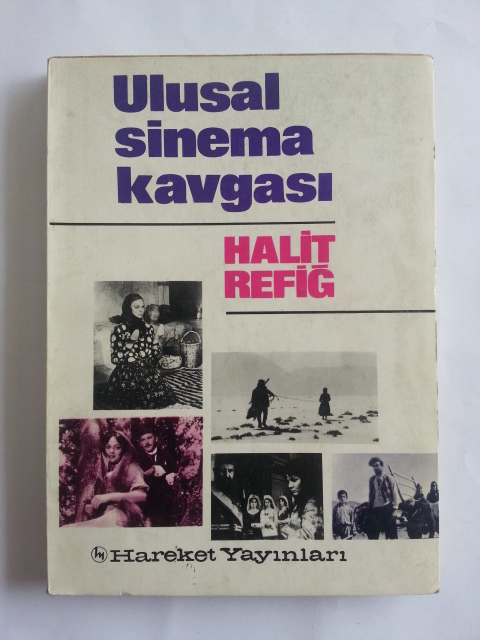 Ulusal
sinema
kavgası
HALİT
REFİĞ
Hareket Yayınları